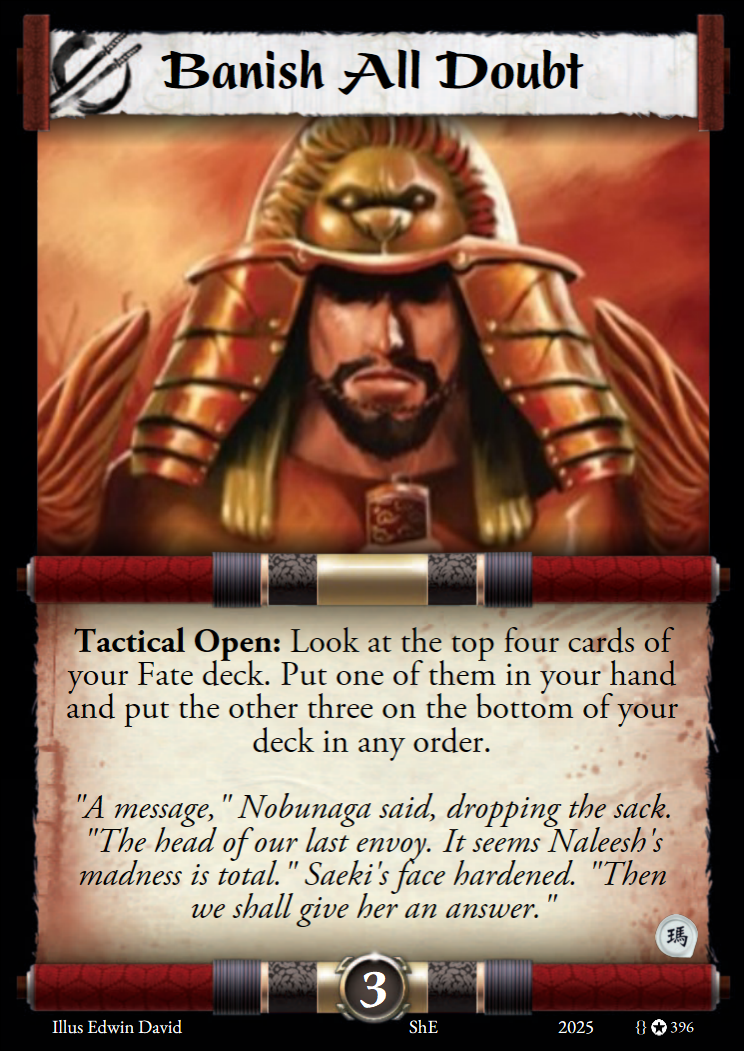 Banish All Doubt
Tactical Open: Look at the top four cards of
your Fate deck. Put one of them in your hand
and put the other three on the bottom of your
deck in any order.
"A message," Nobunaga said, dropping the sack.
"The head of our last envoy. It seems Naleesh's
madness is total." Saeki's face hardened. "Then
we shall give her an answer."
瑪
3
Illus Edwin David ShE 2025 {} ✪ 396